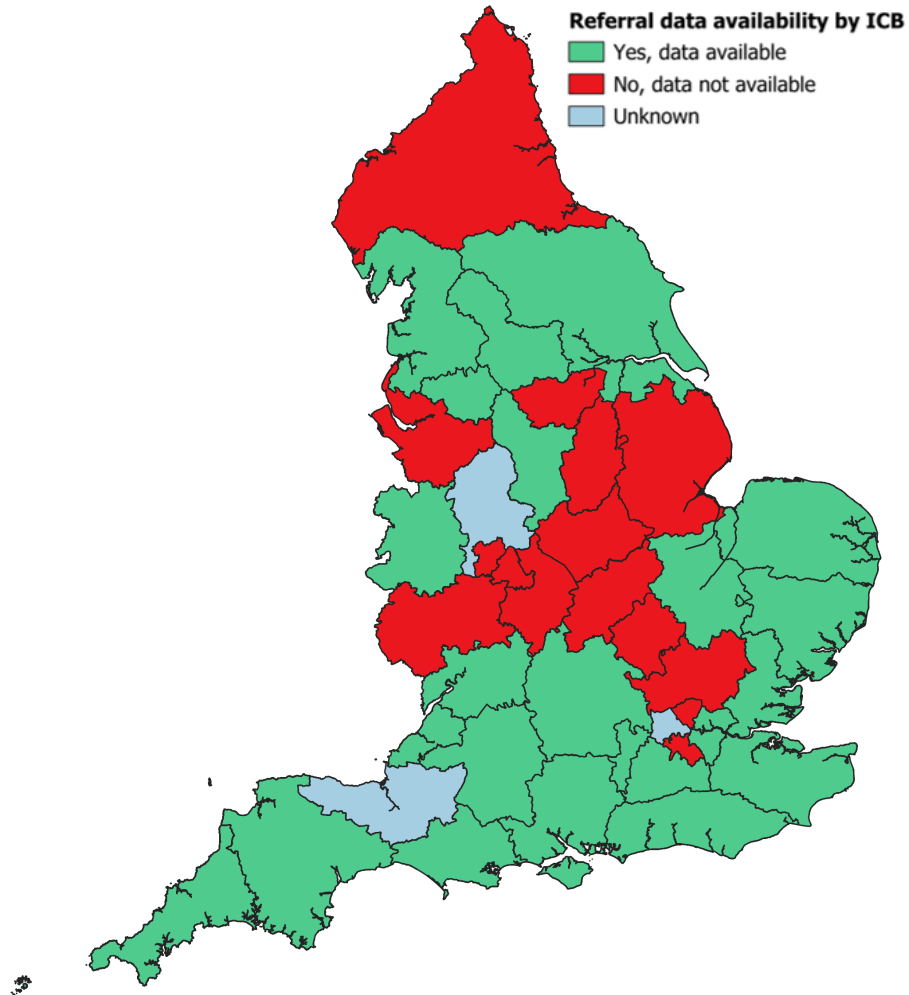 Referral data availability by ICB
Yes, data available
No, data not available
Unknown